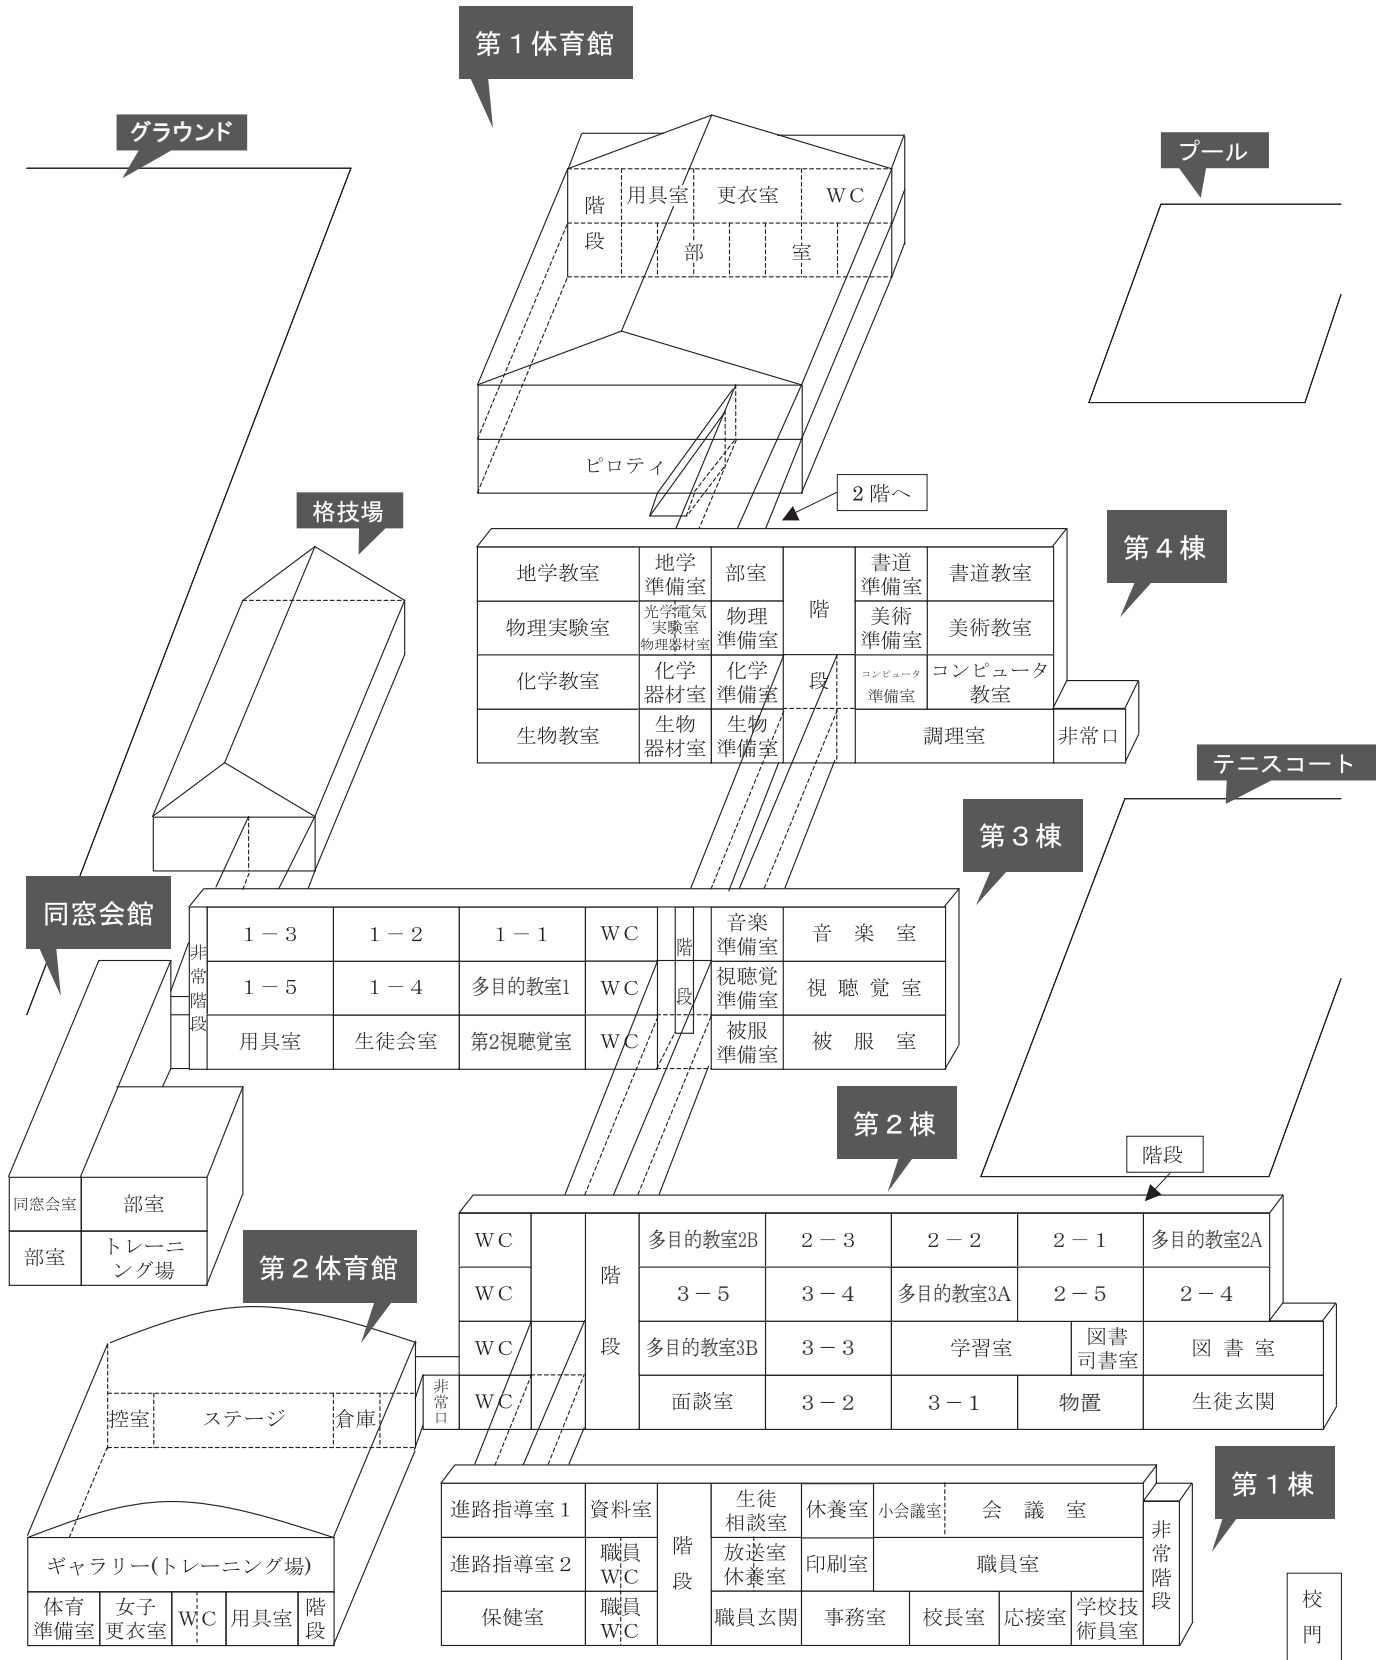 第１体育館
グラウンド
プール
階段
用具室
更衣室
WC
部室
ピロティ
2階へ
格技場
第４棟
地学教室
地学
準備室
部室
階段
書道
準備室
書道教室
物理実験室
光学電気
実験室
物理器材室
物理
準備室
美術
準備室
美術教室
化学教室
化学
器材室
化学
準備室
コンピュータ
準備室
コンピュータ
教室
生物教室
生物
器材室
生物
準備室
調理室
非常口
テニスコート
第３棟
同窓会館
非常階段
1－3
1－2
1－1
WC
階段
音楽
準備室
音楽室
1－5
1－4
多目的教室1
WC
視聴覚
準備室
視聴覚室
用具室
生徒会室
第2視聴覚室
WC
被服
準備室
被服室
第２棟
階段
同窓会室
部室
部室
トレーニ
ング場
第２体育館
WC
階段
多目的教室2B
2－3
2－2
2－1
多目的教室2A
WC
3－5
3－4
多目的教室3A
2－5
2－4
WC
多目的教室3B
3－3
学習室
図書
司書室
図書室
非常口
WC
面談室
3－2
3－1
物置
生徒玄関
控室
ステージ
倉庫
第１棟
進路指導室1
資料室
階段
生徒
相談室
休養室
小会議室
会議室
非常階段
進路指導室2
職員
WC
放送室
休養室
印刷室
職員室
保健室
職員
WC
職員玄関
事務室
校長室
応接室
学校技
術員室
ギャラリー(トレーニング場)
体育
準備室
女子
更衣室
WC
用具室
階段
校門